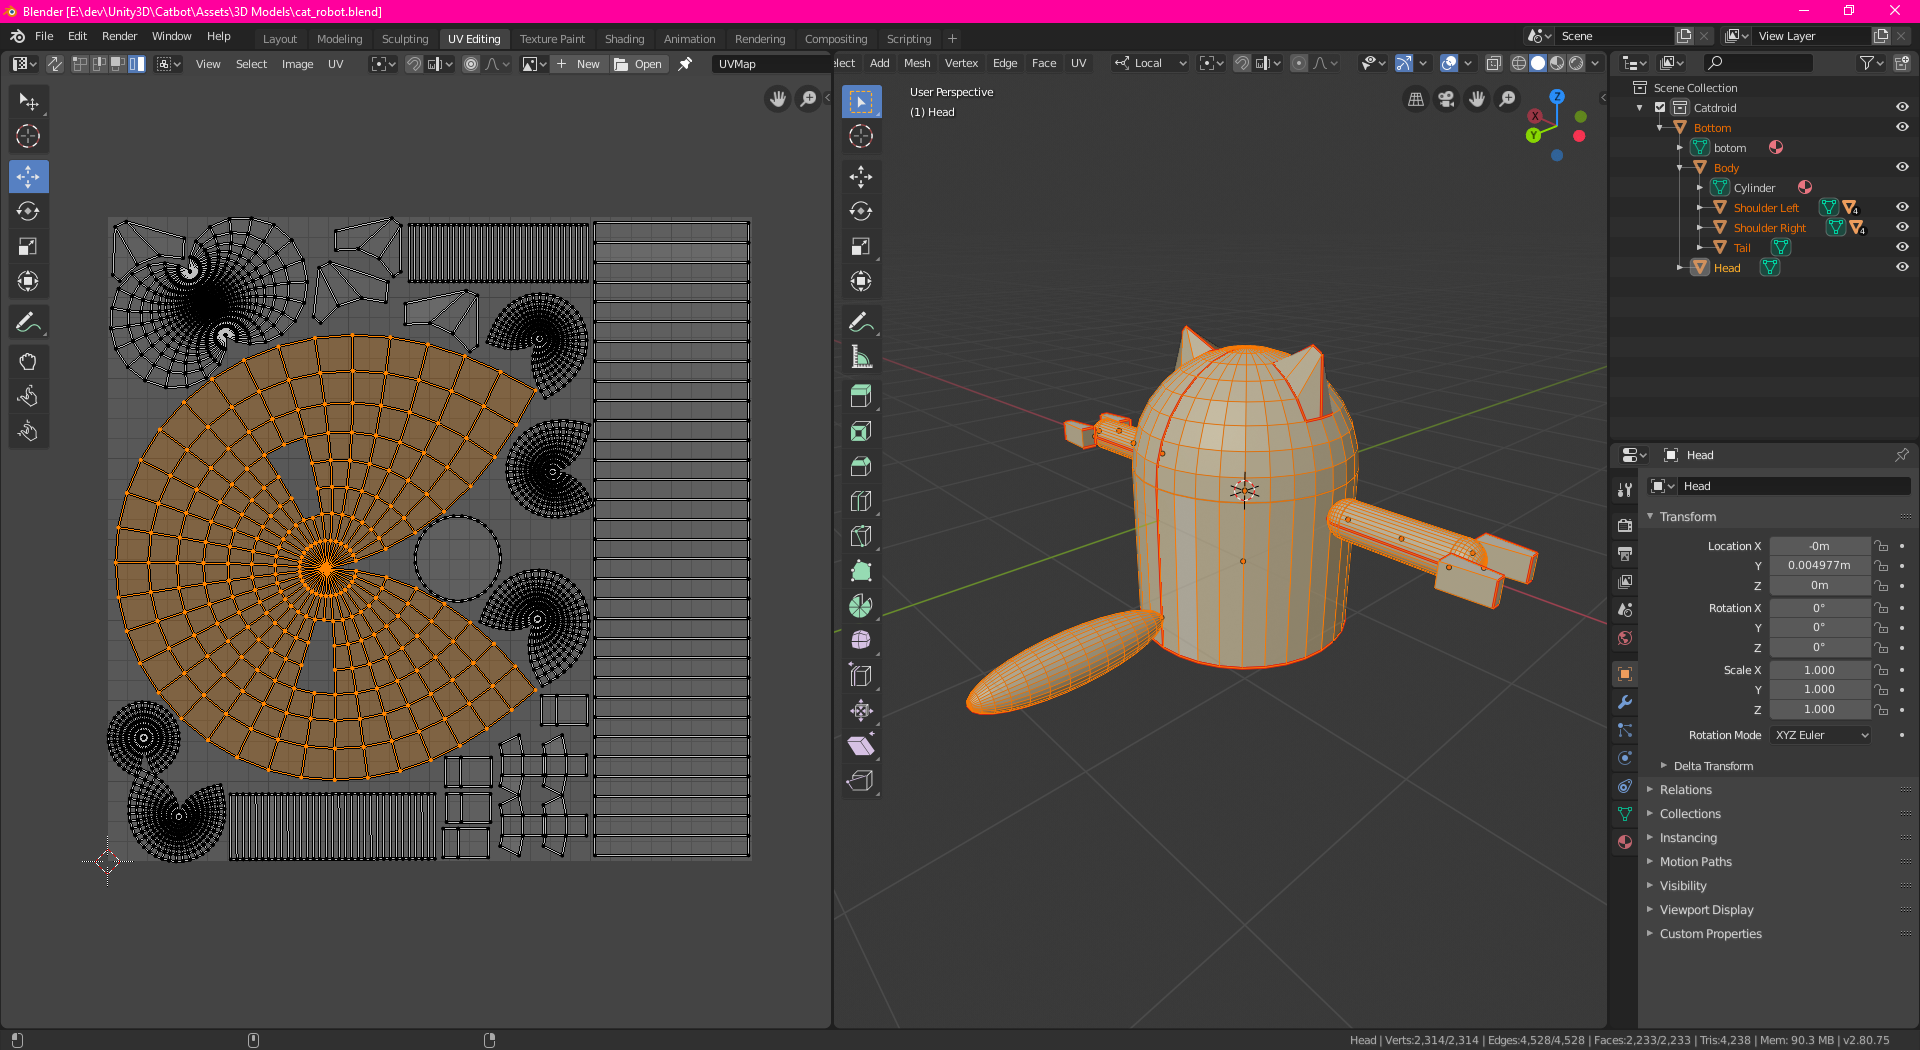 Blender [E:\dev\Unity3D\Catbot\Assets\3D Models\cat_robot.blend]
File Edit Render Window Help Layout Modeling Sculpting UV Editing Texture Paint Shading Animation Rendering Compositing Scripting + Scene View Layer
View Select Image UV New Open UVMap
elect Add Mesh Vertex Edge Face UV Local
User Perspective
(1) Head
Z
X
Y
Scene Collection
Catdroid
Bottom
botom
Body
Cylinder
Shoulder Left 4
Shoulder Right 4
Tail
Head
Head
Head
Transform
Location X -0m
Y 0.004977m
Z 0m
Rotation X 0°
Y 0°
Z 0°
Scale X 1.000
Y 1.000
Z 1.000
Rotation Mode XYZ Euler
Delta Transform
Relations
Collections
Instancing
Motion Paths
Visibility
Viewport Display
Custom Properties
Head | Verts:2,314/2,314 | Edges:4,528/4,528 | Faces:2,233/2,233 | Tris:4,238 | Mem: 90.3 MB | v2.80.75